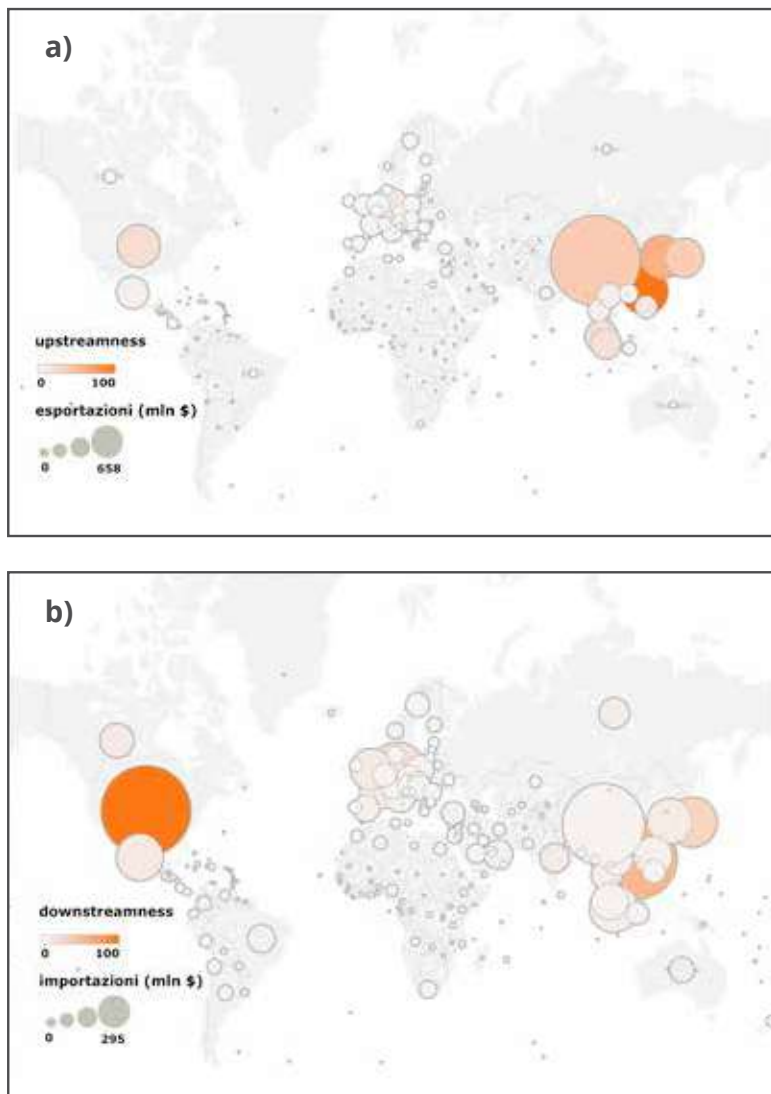 a)
upstreamness
0 100
esportazioni (mln $)
0 658
b)
downstreamness
0 100
importazioni (mln $)
0 295